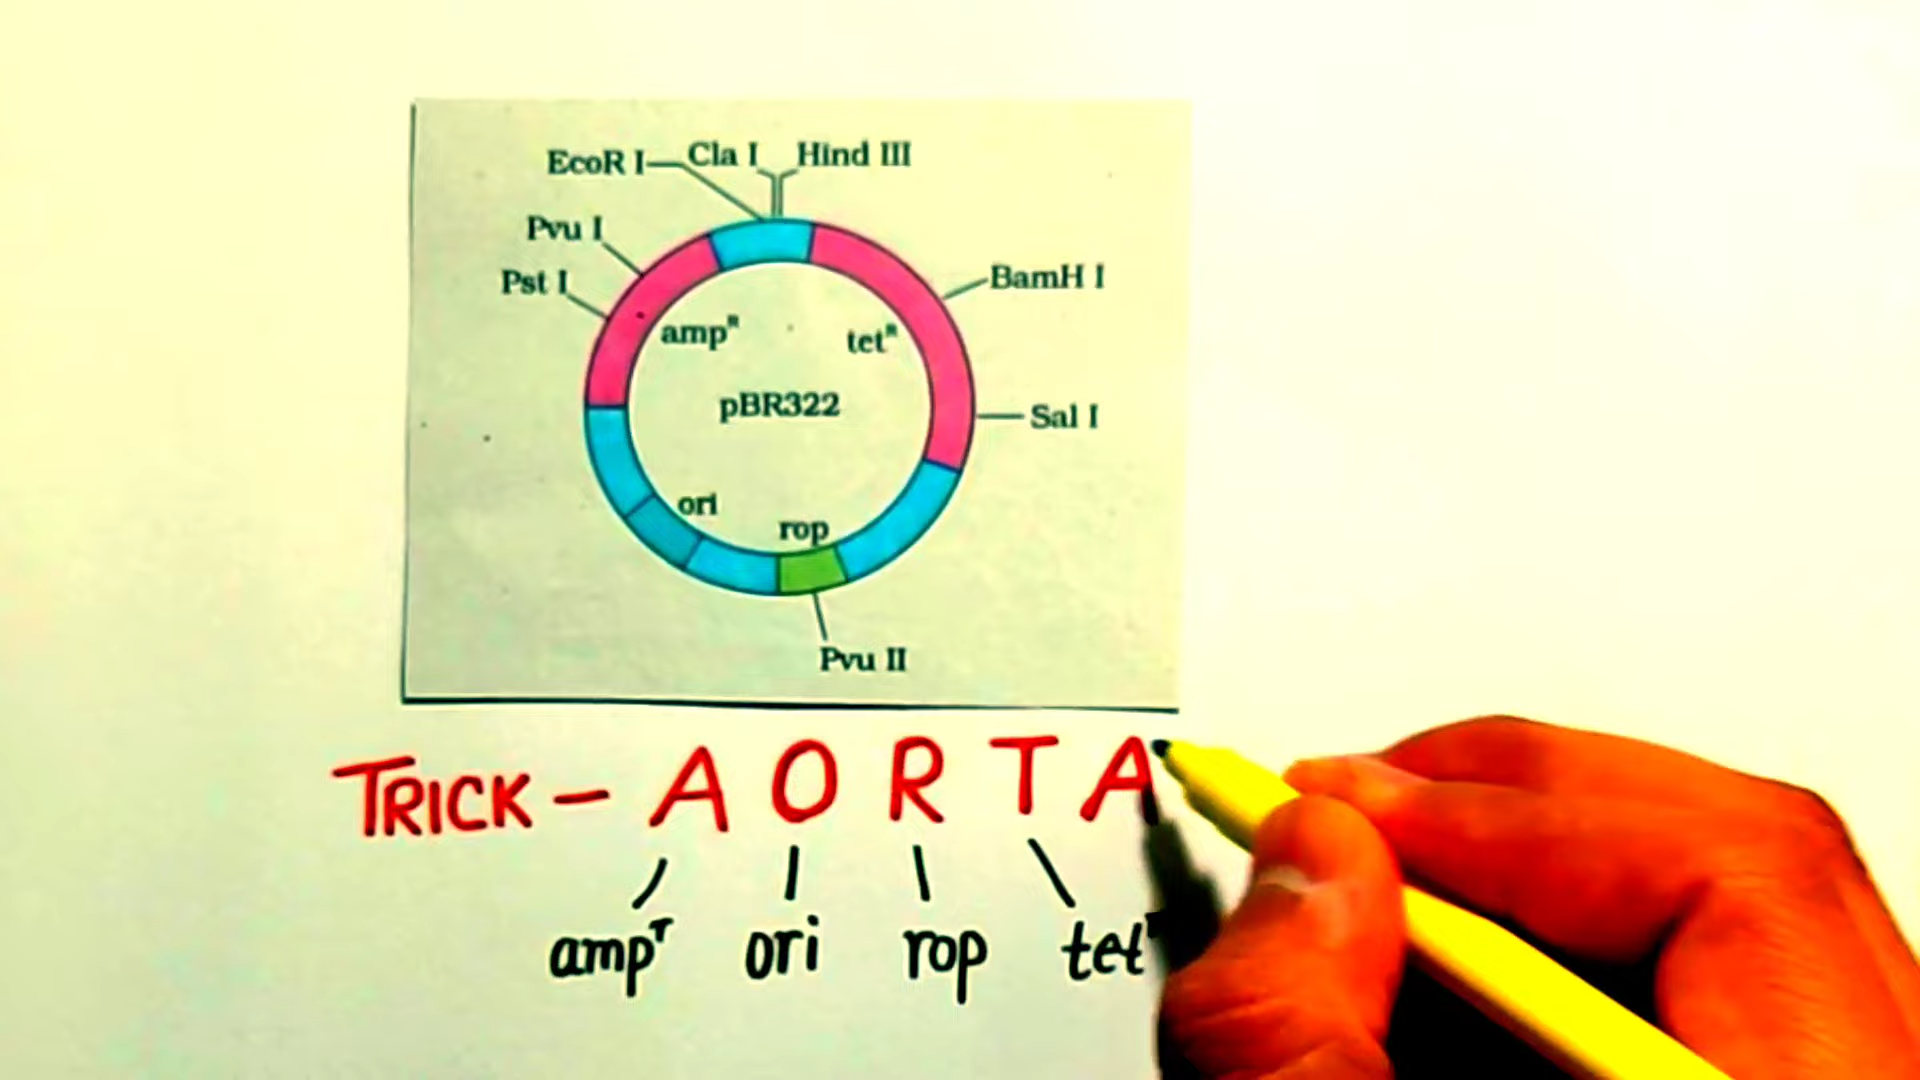 EcoR I Cla I Hind III
Pvu I
Pst I
BamH I
amp^R tet^R
pBR322
Sal I
ori
rop
Pvu II
TRICK - A O R T A
amp^r ori rop tet